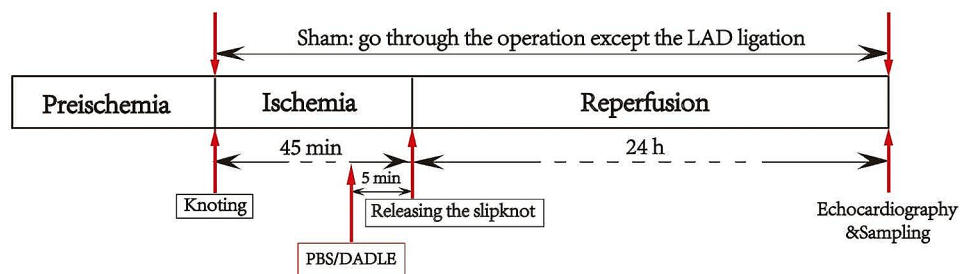 Sham: go through the operation except the LAD ligation
Preischemia
Ischemia
Reperfusion
45 min
24 h
5 min
Knoting
Releasing the slipknot
PBS/DADLE
Echocardiography
&Sampling